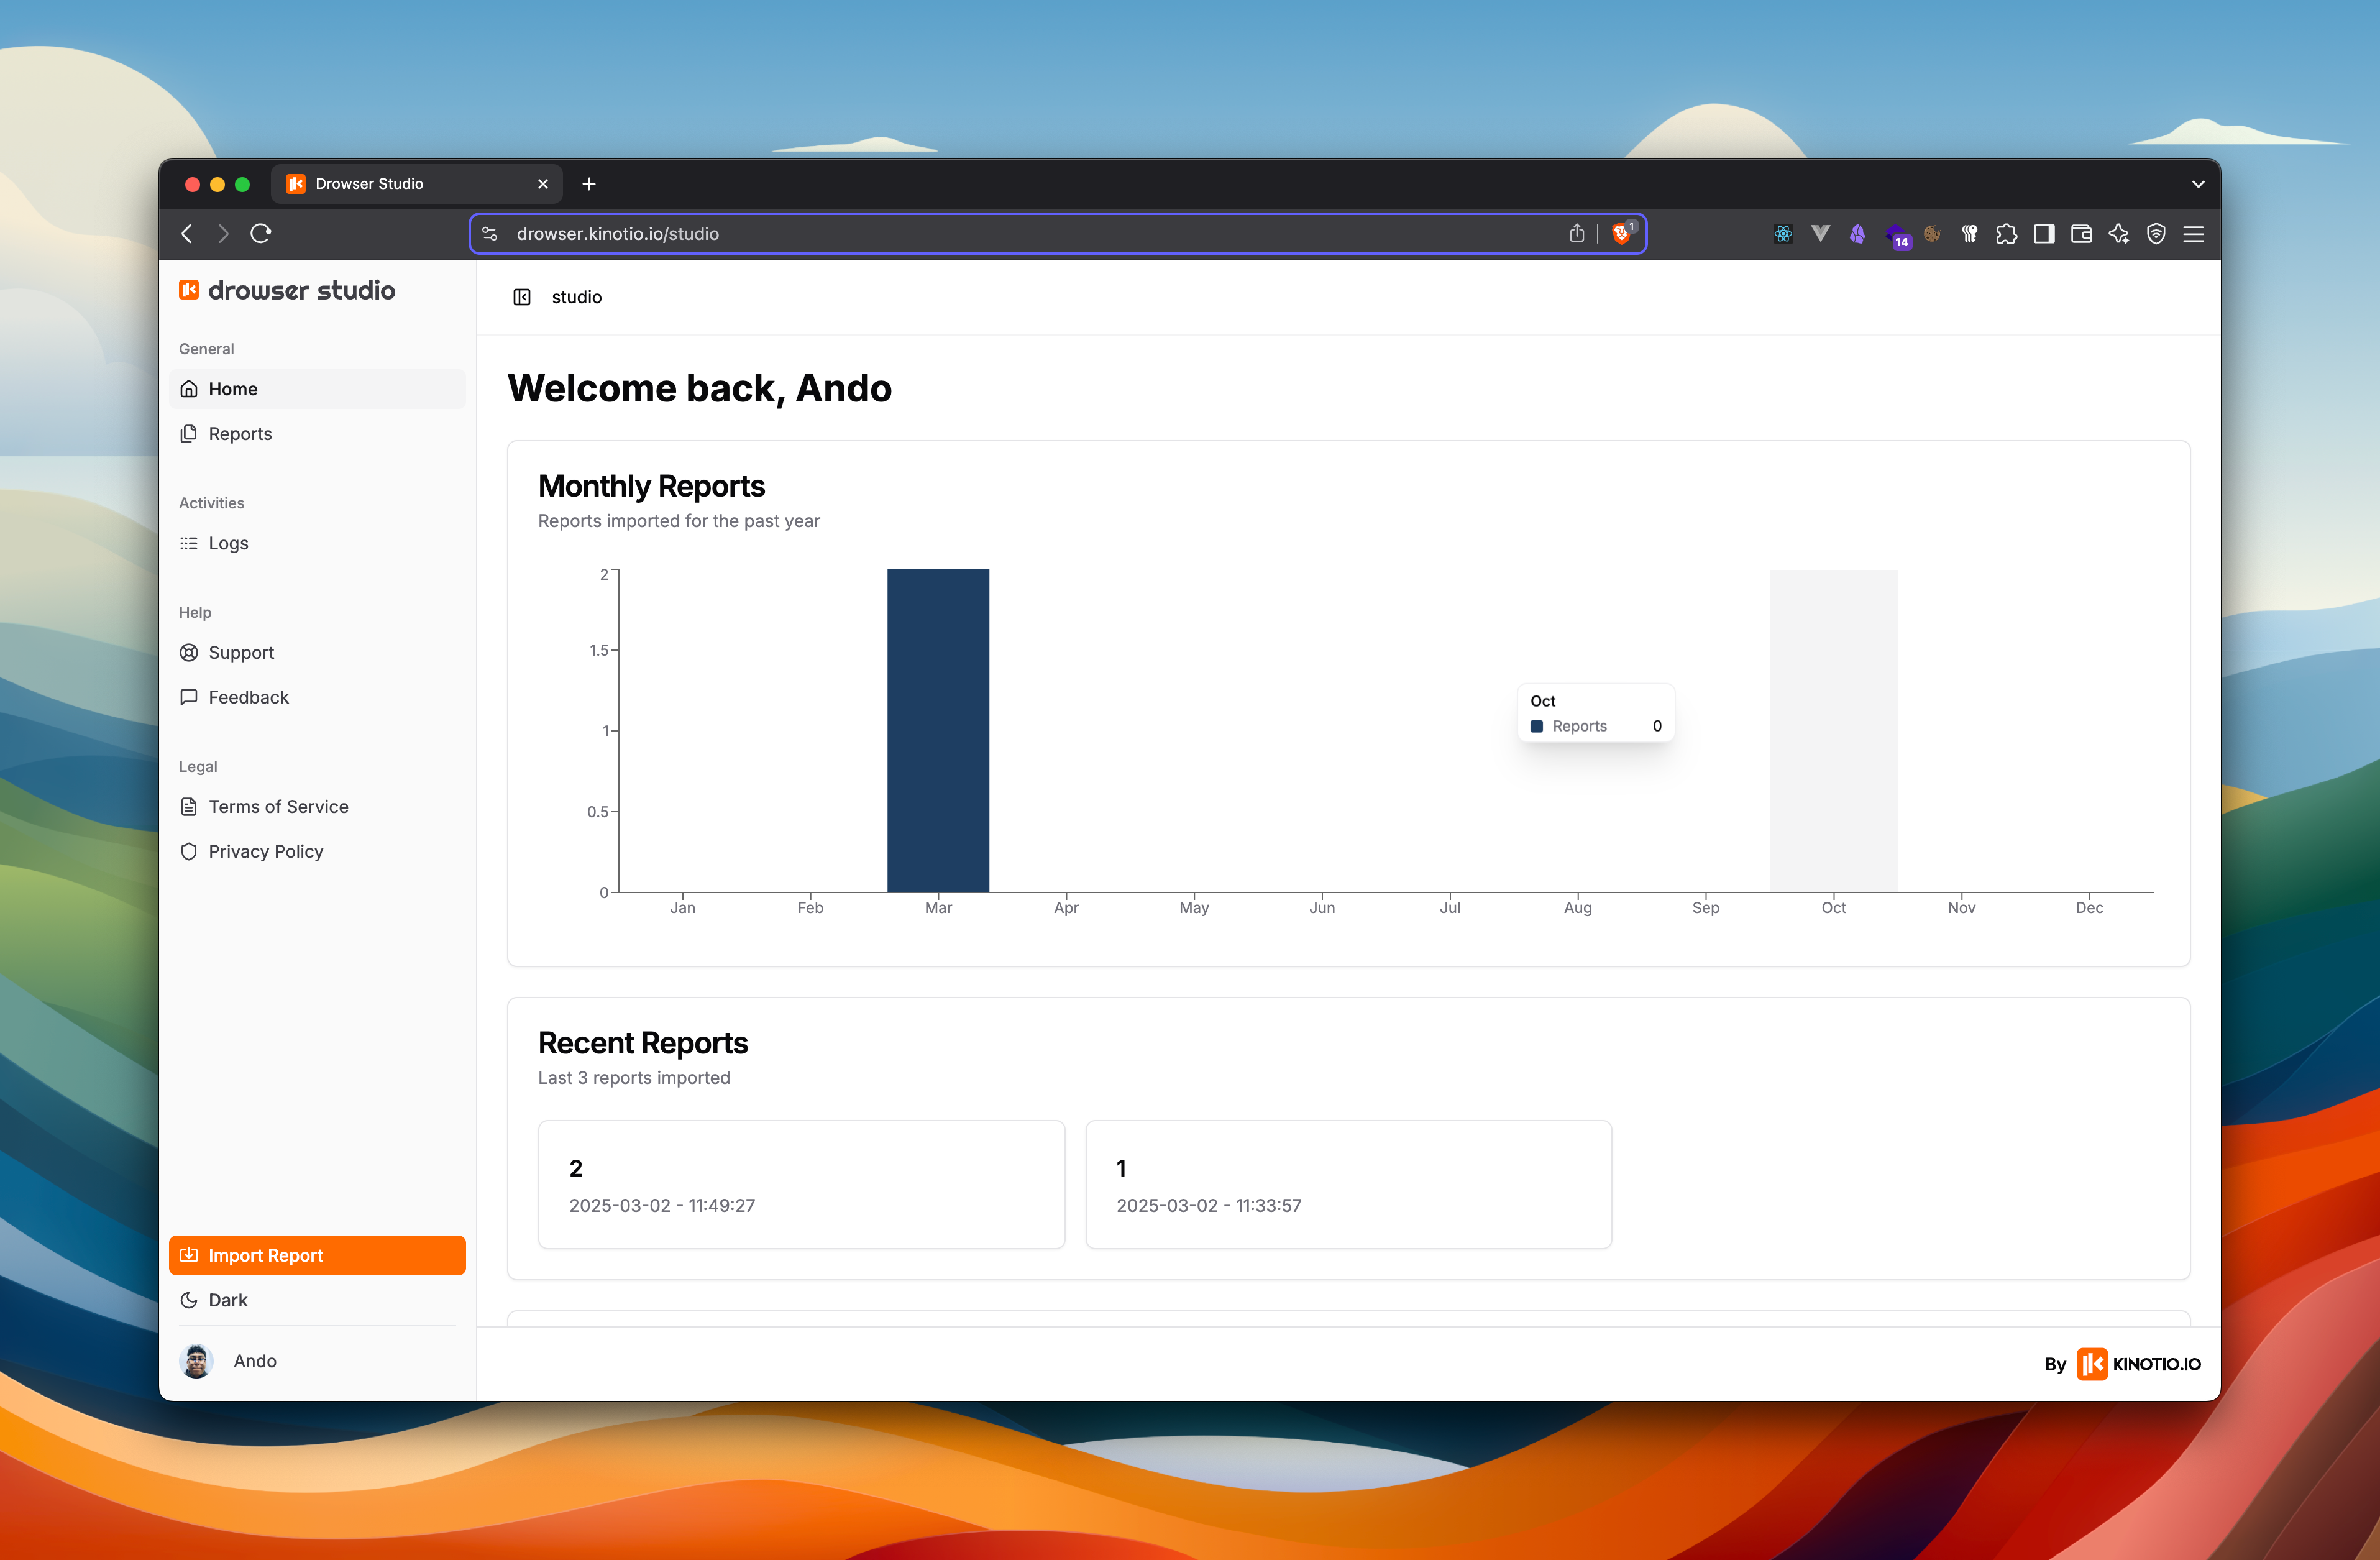 Drowser Studio
drowser.kinotio.io/studio
1
14
drowser studio
General
Home
Reports
Activities
Logs
Help
Support
Feedback
Legal
Terms of Service
Privacy Policy
Import Report
Dark
Ando
studio
Welcome back, Ando
Monthly Reports
Reports imported for the past year
2
1.5
1
0.5
0
Jan Feb Mar Apr May Jun Jul Aug Sep Oct Nov Dec
Oct
Reports 0
Recent Reports
Last 3 reports imported
2
2025-03-02 - 11:49:27
1
2025-03-02 - 11:33:57
By KINOTIO.IO